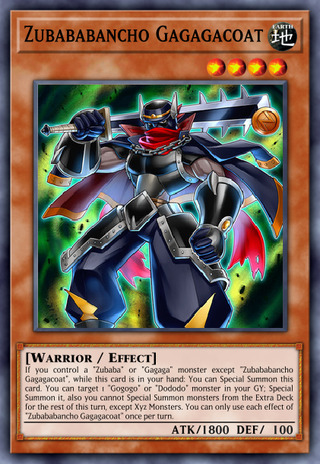 Zubababancho Gagagacoat
EARTH
地
[Warrior / Effect]
If you control a "Zubaba" or "Gagaga" monster except "Zubababancho
Gagagacoat", while this card is in your hand: You can Special Summon this
card. You can target 1 "Gogogo" or "Dododo" monster in your GY; Special
Summon it, also you cannot Special Summon monsters from the Extra Deck
for the rest of this turn, except Xyz Monsters. You can only use each effect of
"Zubababancho Gagagacoat" once per turn.
ATK/1800 DEF/ 100